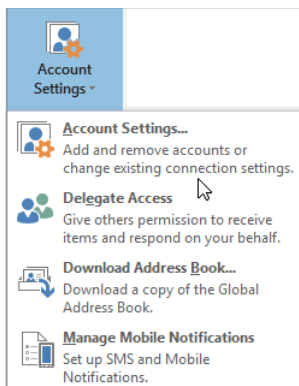 Account
Settings
Account Settings...
Add and remove accounts or
change existing connection settings.
Delegate Access
Give others permission to receive
items and respond on your behalf.
Download Address Book...
Download a copy of the Global
Address Book.
Manage Mobile Notifications
Set up SMS and Mobile
Notifications.